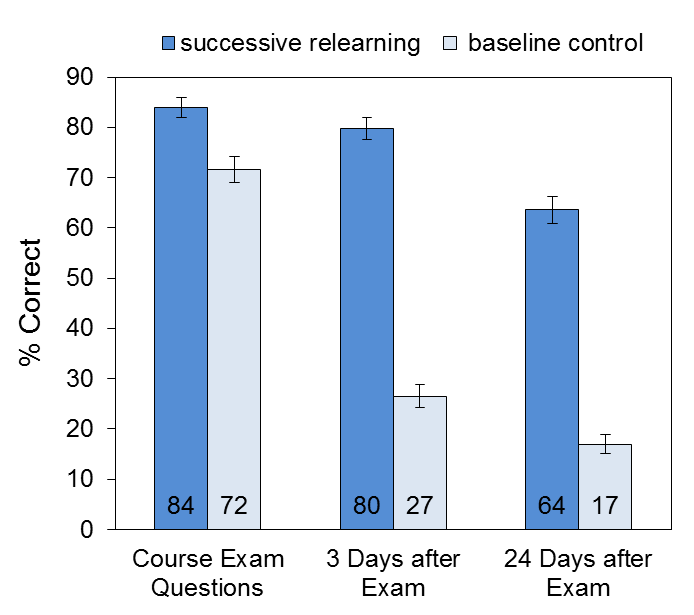 successive relearning baseline control
90
80
70
60
50
40
30
20
10
0
% Correct
84 72 80 27 64 17
Course Exam 3 Days after 24 Days after
Questions Exam Exam